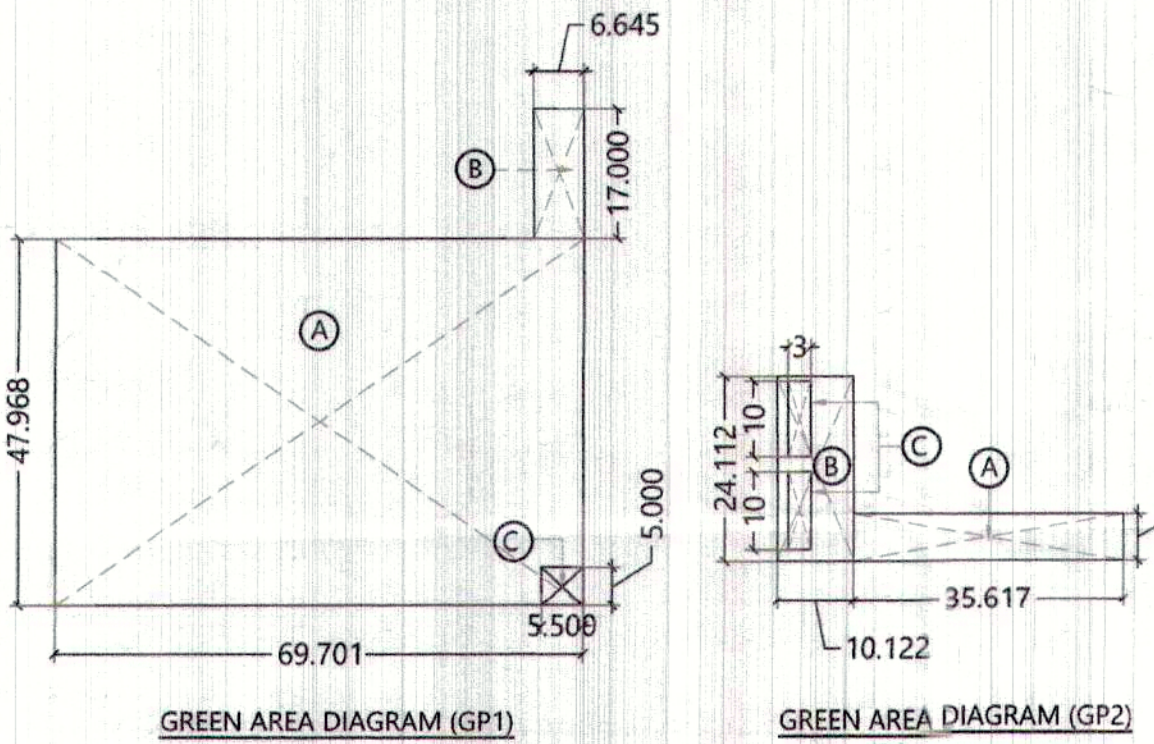 6.645
B
17.000
A
47.968
C
5.000
5.500
69.701
GREEN AREA DIAGRAM (GP1)
3
10
24.112
10
B
C
A
35.617
10.122
GREEN AREA DIAGRAM (GP2)